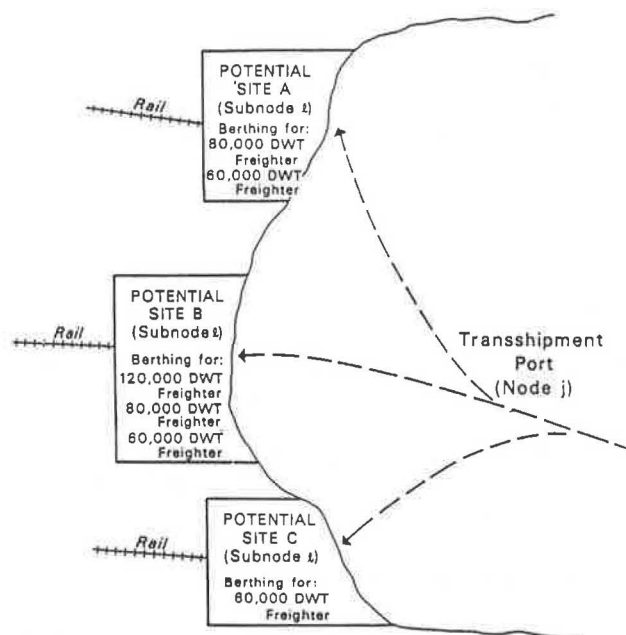 POTENTIAL
SITE A
(Subnode ℓ)
Berthing for:
80,000 DWT
Freighter
60,000 DWT
Freighter
Rail
POTENTIAL
SITE B
(Subnode ℓ)
Berthing for:
120,000 DWT
Freighter
80,000 DWT
Freighter
60,000 DWT
Freighter
Rail
Transshipment
Port
(Node j)
POTENTIAL
SITE C
(Subnode ℓ)
Berthing for:
60,000 DWT
Freighter
Rail